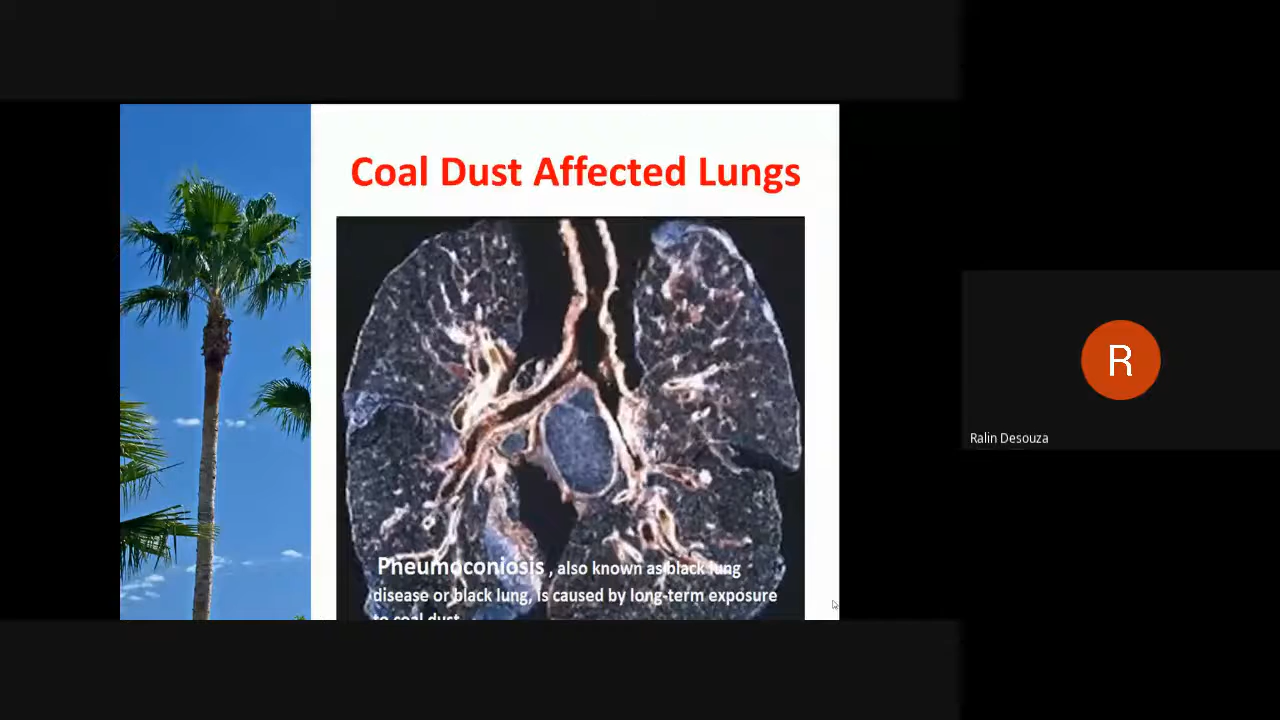 Coal Dust Affected Lungs
Pneumoconiosis , also known as black lung
disease or black lung, is caused by long-term exposure
to coal dust
R
Ralin Desouza